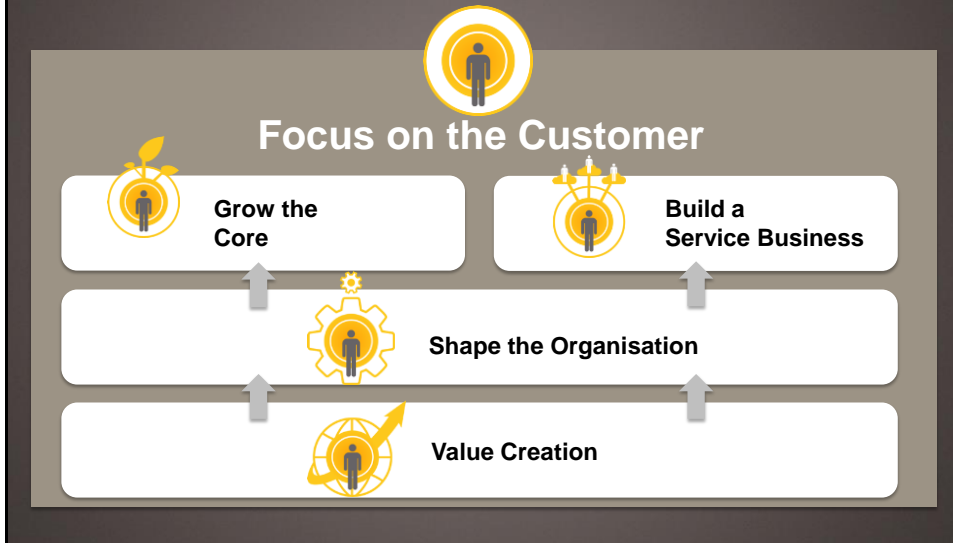 Focus on the Customer
Grow the
Core
Build a
Service Business
Shape the Organisation
Value Creation